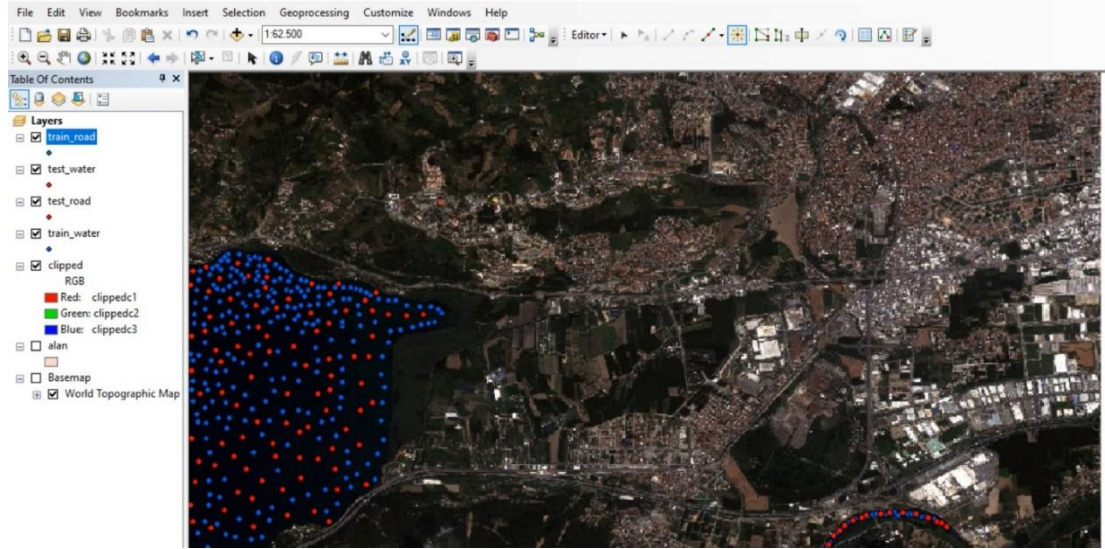 File Edit View Bookmarks Insert Selection Geoprocessing Customize Windows Help
1:62.500
Editor
Table Of Contents
Layers
train_road
test_water
test_road
train_water
clipped
RGB
Red: clippedc1
Green: clippedc2
Blue: clippedc3
alan
Basemap
World Topographic Map